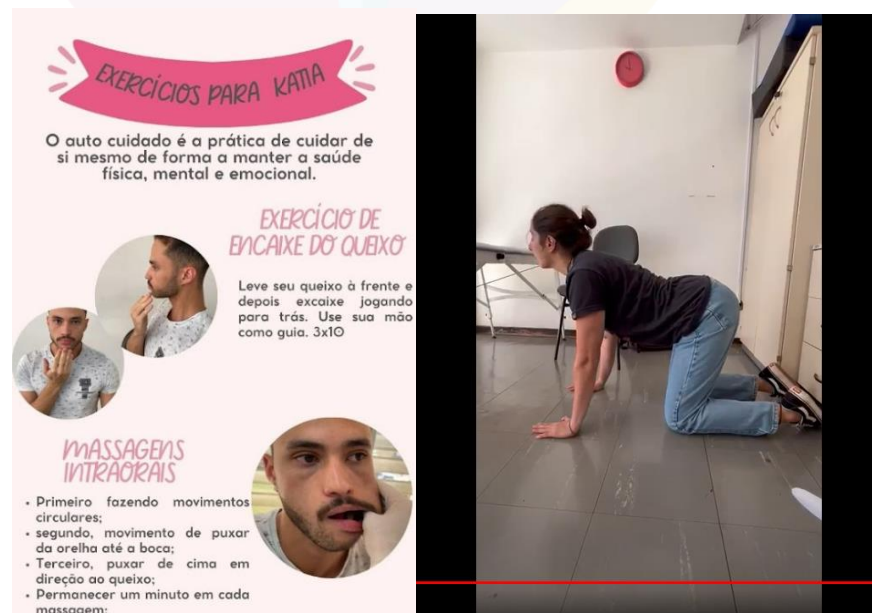 EXERCÍCIOS PARA KATIA
O auto cuidado é a prática de cuidar de
si mesmo de forma a manter a saúde
física, mental e emocional.
EXERCÍCIO DE
ENCAIXE DO QUEIXO
Leve seu queixo à frente e
depois excaixe jogando
para trás. Use sua mão
como guia. 3x10
MASSAGENS
INTRAORAIS
• Primeiro fazendo movimentos
circulares;
• segundo, movimento de puxar
da orelha até a boca;
• Terceiro, puxar de cima em
direção ao queixo;
• Permanecer um minuto em cada
massagem;